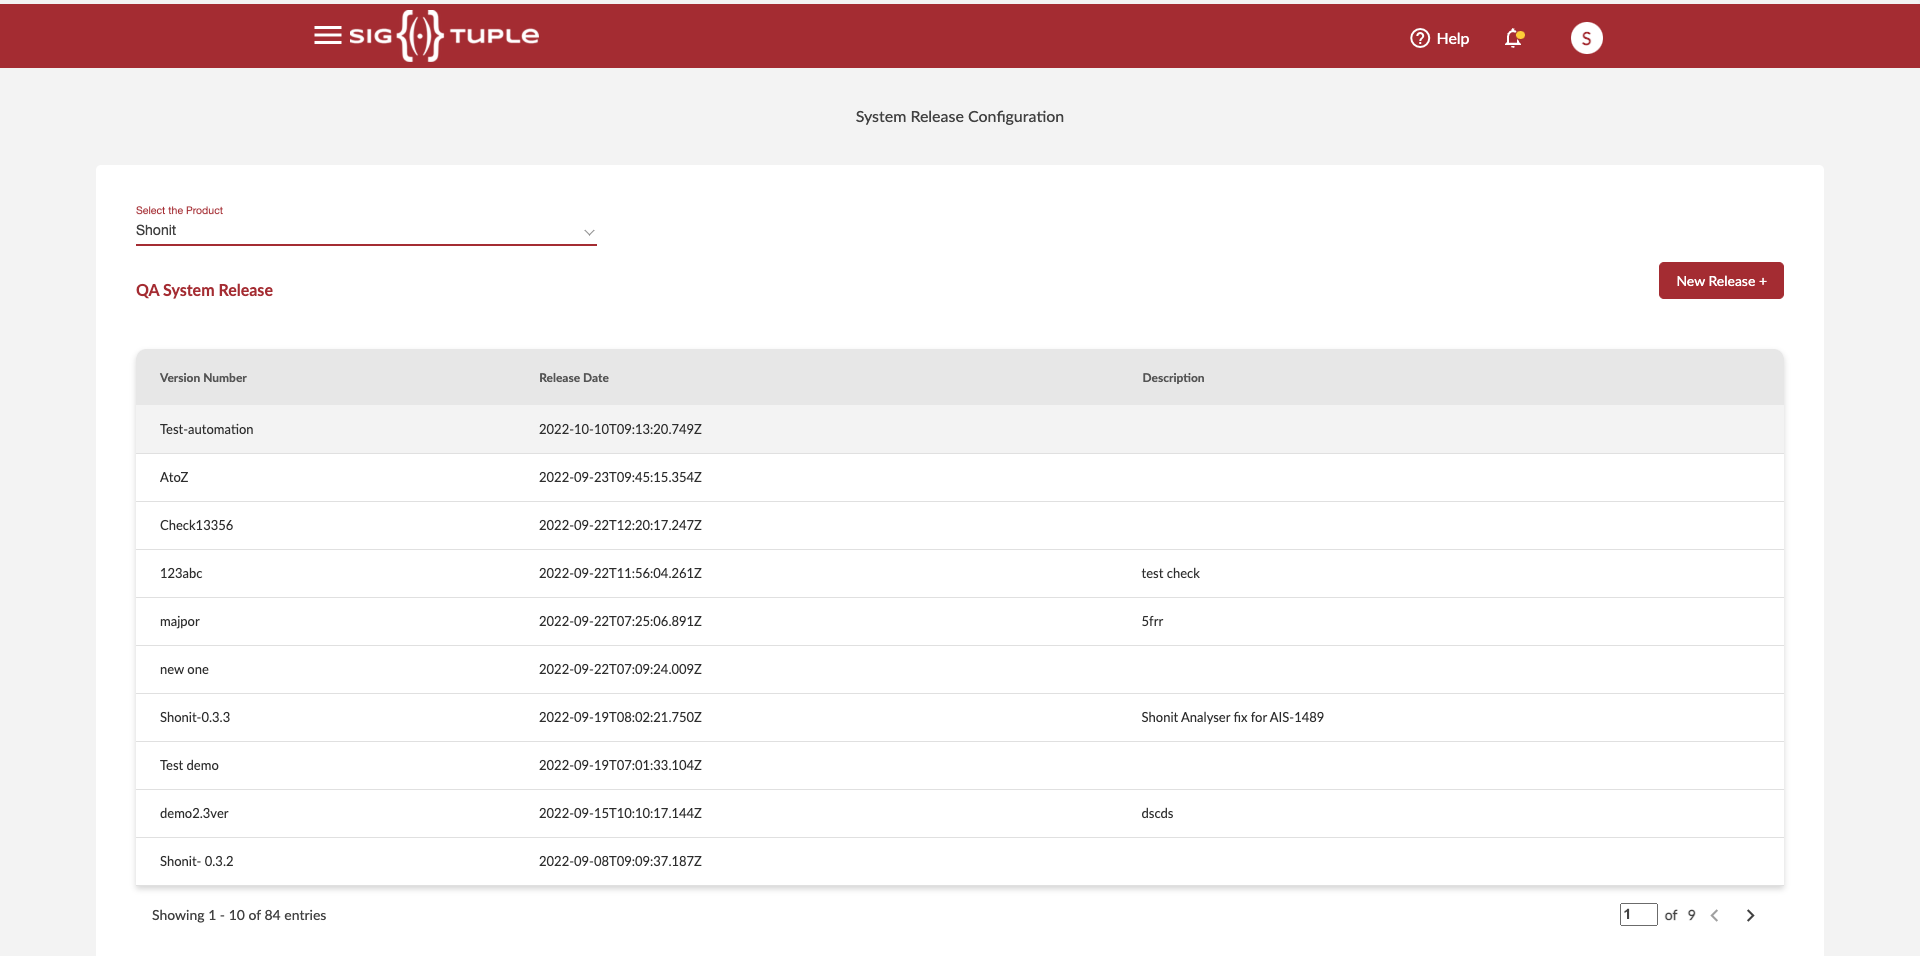 SIG{(·)}TUPLe
Help
S
System Release Configuration
Select the Product
Shonit
QA System Release
New Release +
Version Number Release Date Description
Test-automation 2022-10-10T09:13:20.749Z
AtoZ 2022-09-23T09:45:15.354Z
Check13356 2022-09-22T12:20:17.247Z
123abc 2022-09-22T11:56:04.261Z test check
majpor 2022-09-22T07:25:06.891Z 5frr
new one 2022-09-22T07:09:24.009Z
Shonit-0.3.3 2022-09-19T08:02:21.750Z Shonit Analyser fix for AIS-1489
Test demo 2022-09-19T07:01:33.104Z
demo2.3ver 2022-09-15T10:10:17.144Z dscds
Shonit- 0.3.2 2022-09-08T09:09:37.187Z
Showing 1 - 10 of 84 entries
1 of 9